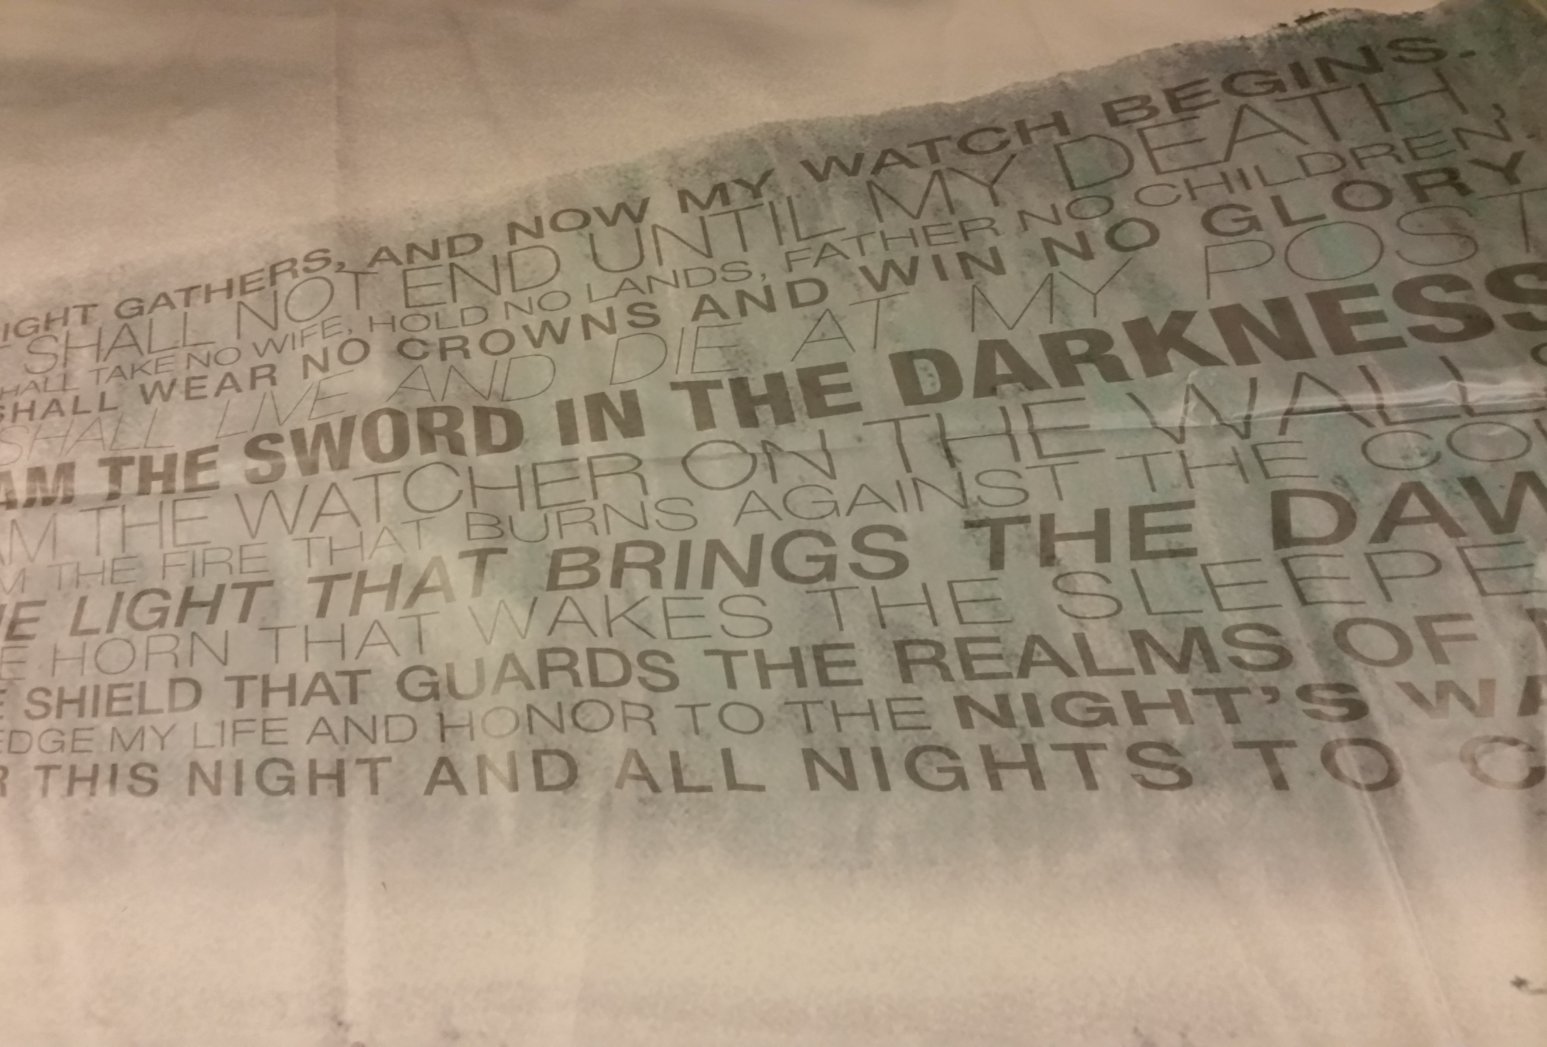 IGHT GATHERS, AND NOW MY WATCH BEGINS.
SHALL NOT END UNTIL MY DEATH,
HALL TAKE NO WIFE, HOLD NO LANDS, FATHER NO CHILDREN.
SHALL WEAR NO CROWNS AND WIN NO GLORY
SHALL LIVE AND DIE AT MY POST
AM THE SWORD IN THE DARKNESS
AM THE WATCHER ON THE WALLS
M THE FIRE THAT BURNS AGAINST THE CO
HE LIGHT THAT BRINGS THE DAW
E HORN THAT WAKES THE SLEEPE
E SHIELD THAT GUARDS THE REALMS OF
EDGE MY LIFE AND HONOR TO THE NIGHT'S WA
R THIS NIGHT AND ALL NIGHTS TO C